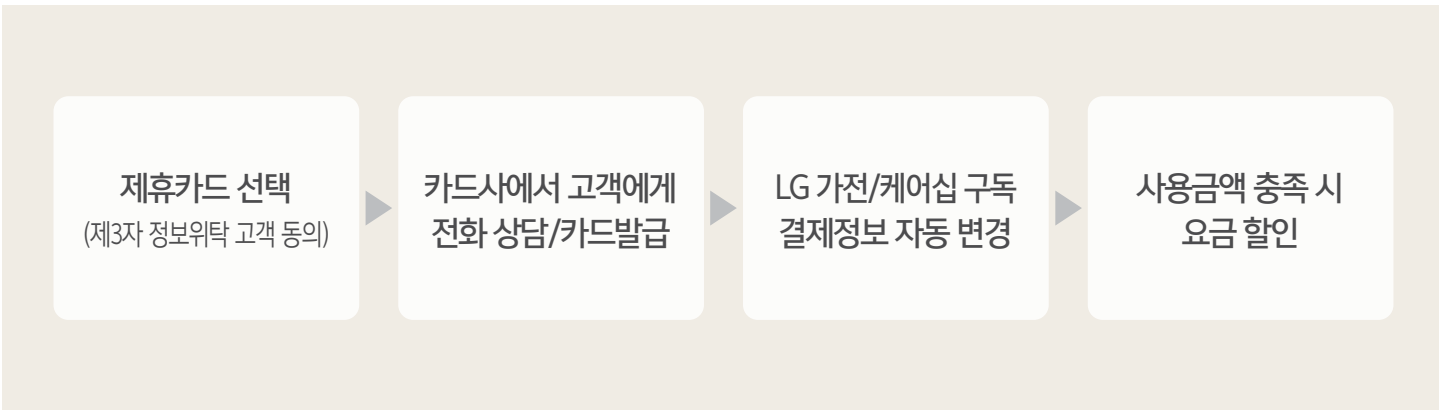 제휴카드 선택
(제3자 정보위탁 고객 동의)
카드사에서 고객에게
전화 상담/카드발급
LG 가전/케어십 구독
결제정보 자동 변경
사용금액 충족 시
요금 할인